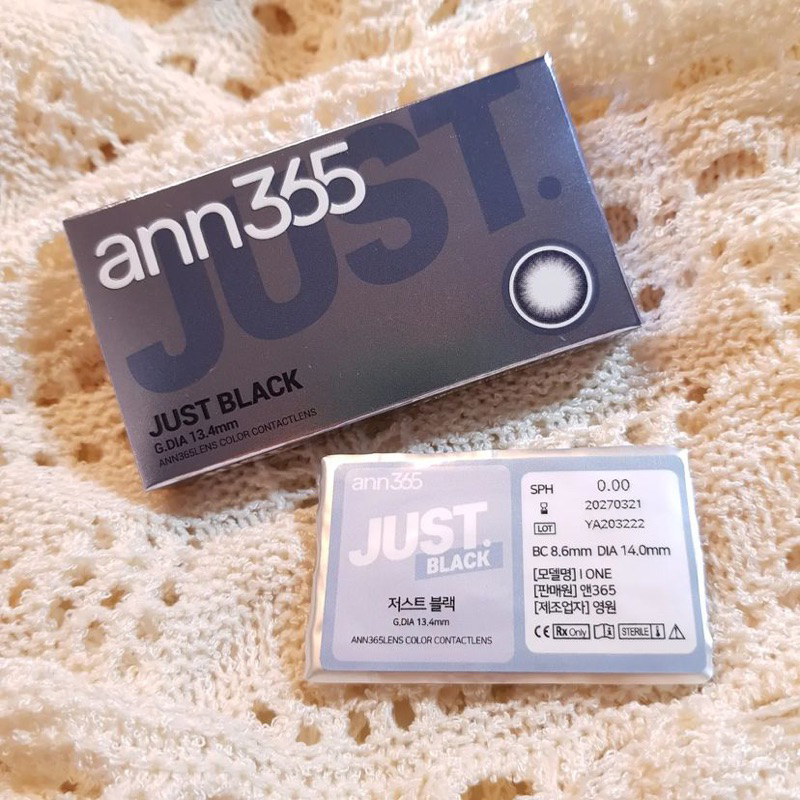 JUST.
ann365
JUST BLACK
G.DIA 13.4mm
ANN365LENS COLOR CONTACTLENS
ann365
JUST.
BLACK
저스트 블랙
G.DIA 13.4mm
ANN365LENS COLOR CONTACTLENS
SPH 0.00
20270321
LOT YA203222
BC 8.6mm DIA 14.0mm
[모델명] I ONE
[판매원] 앤365
[제조업자] 영원
CE Rx Only STERILE